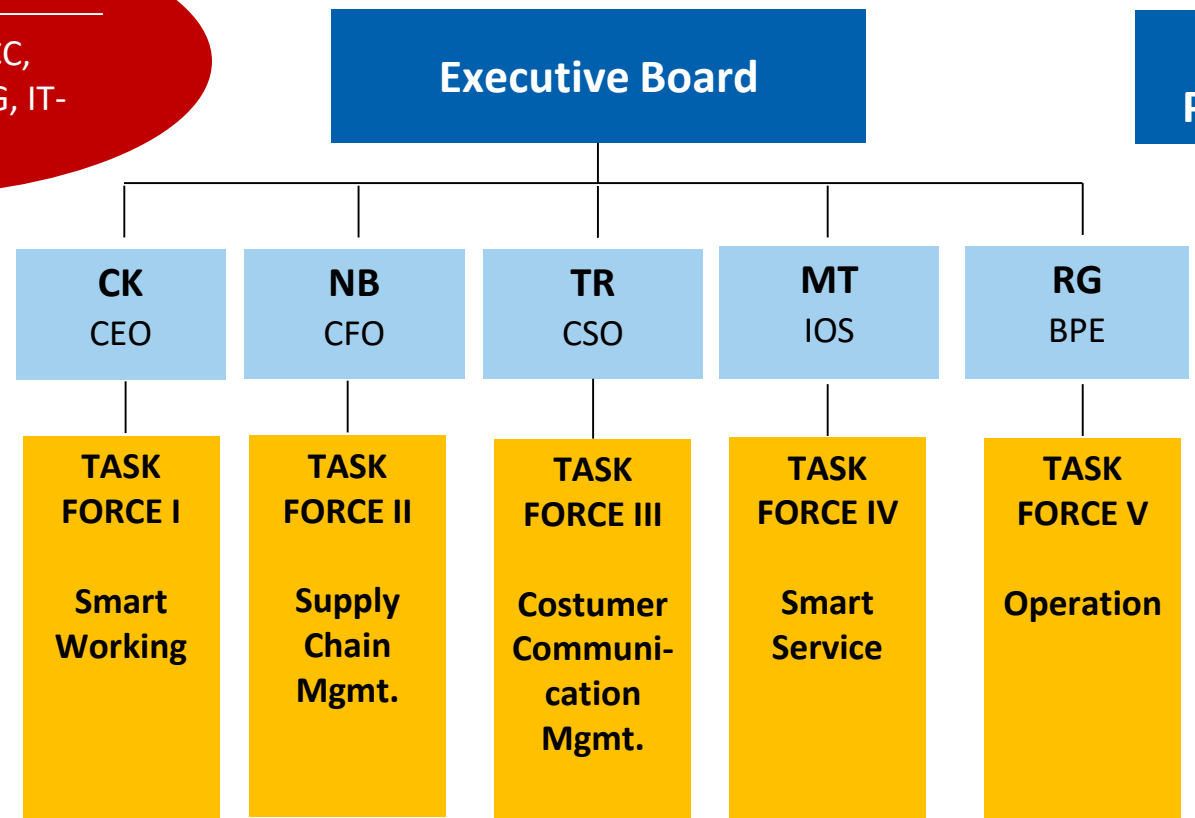 IT-
Executive Board
CK
CEO
NB
CFO
TR
CSO
MT
IOS
RG
BPE
TASK
FORCE I
Smart
Working
TASK
FORCE II
Supply
Chain
Mgmt.
TASK
FORCE III
Costumer
Communi-
cation
Mgmt.
TASK
FORCE IV
Smart
Service
TASK
FORCE V
Operation